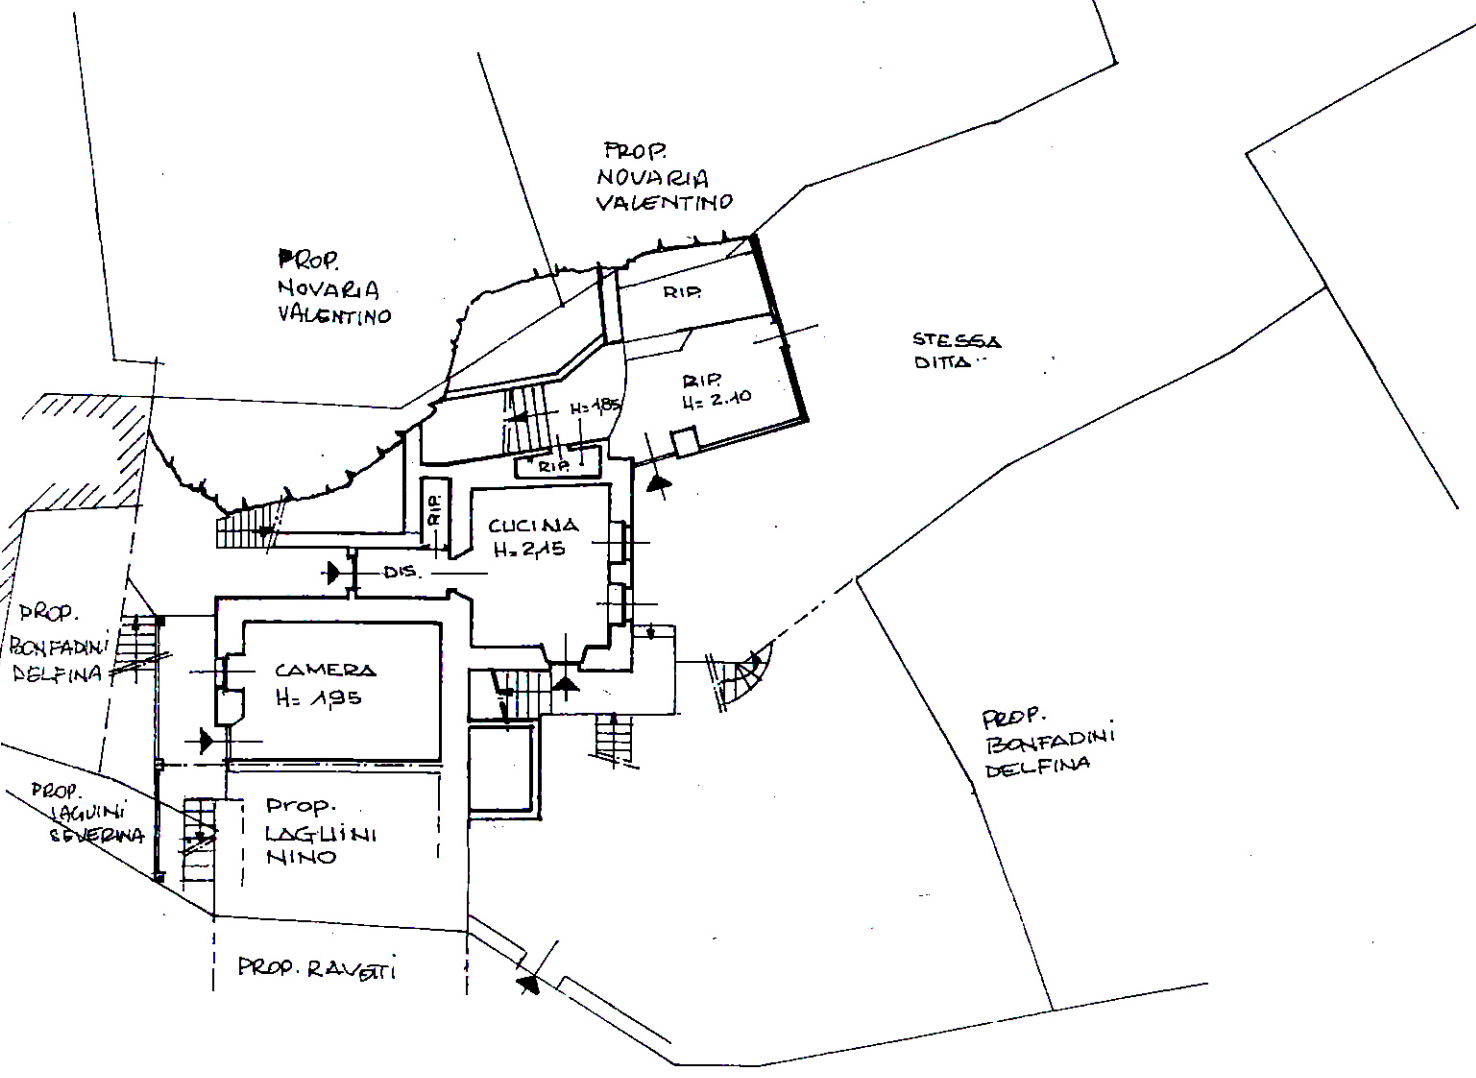 PROP.
NOVARIA
VALENTINO
PROP.
NOVARIA
VALENTINO
RIP.
STESSA
DITTA
RIP.
H= 2.10
H=1,85
RIP.
RIP.
CUCINA
H=2,15
DIS.
PROP.
BONFADINI
DELFINA
CAMERA
H= 1,95
PROP.
BONFADINI
DELFINA
PROP.
LAGUINI
SEVERINA
PROP.
LAGUINI
NINO
PROP. RAVETTI